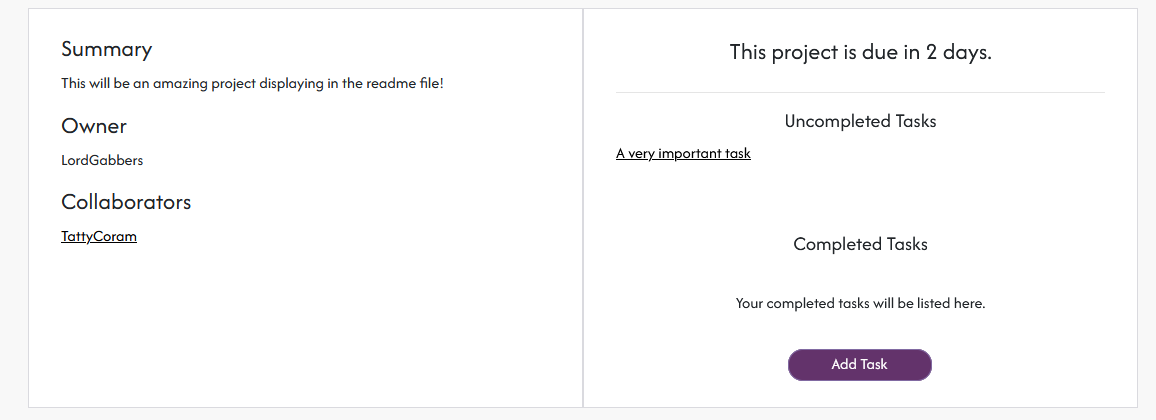 Summary
This will be an amazing project displaying in the readme file!
Owner
LordGabbers
Collaborators
TattyCoram
This project is due in 2 days.
Uncompleted Tasks
A very important task
Completed Tasks
Your completed tasks will be listed here.
Add Task